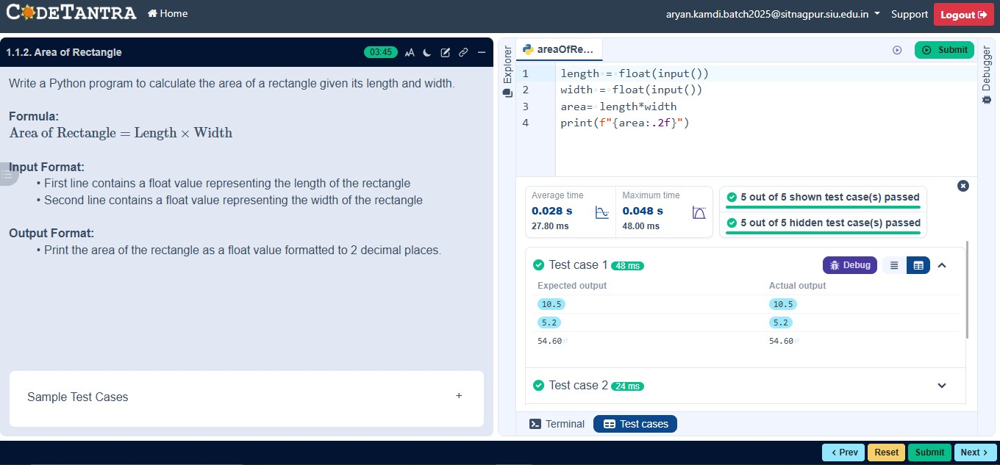 CODETANTRA Home aryan.kamdi.batch2025@sitnagpur.siu.edu.in Support Logout
1.1.2. Area of Rectangle 03:45 AA
Write a Python program to calculate the area of a rectangle given its length and width.
Formula:
Area of Rectangle = Length × Width
Input Format:
• First line contains a float value representing the length of the rectangle
• Second line contains a float value representing the width of the rectangle
Output Format:
• Print the area of the rectangle as a float value formatted to 2 decimal places.
Sample Test Cases +
Explorer
areaOfRe... Submit
Debugger
1 length = float(input())
2 width = float(input())
3 area= length*width
4 print(f"{area:.2f}")
Average time
0.028 s
27.80 ms
Maximum time
0.048 s
48.00 ms
5 out of 5 shown test case(s) passed
5 out of 5 hidden test case(s) passed
Test case 1 48 ms Debug
Expected output Actual output
10.5 10.5
5.2 5.2
54.60 54.60
Test case 2 24 ms
Terminal Test cases
< Prev Reset Submit Next >